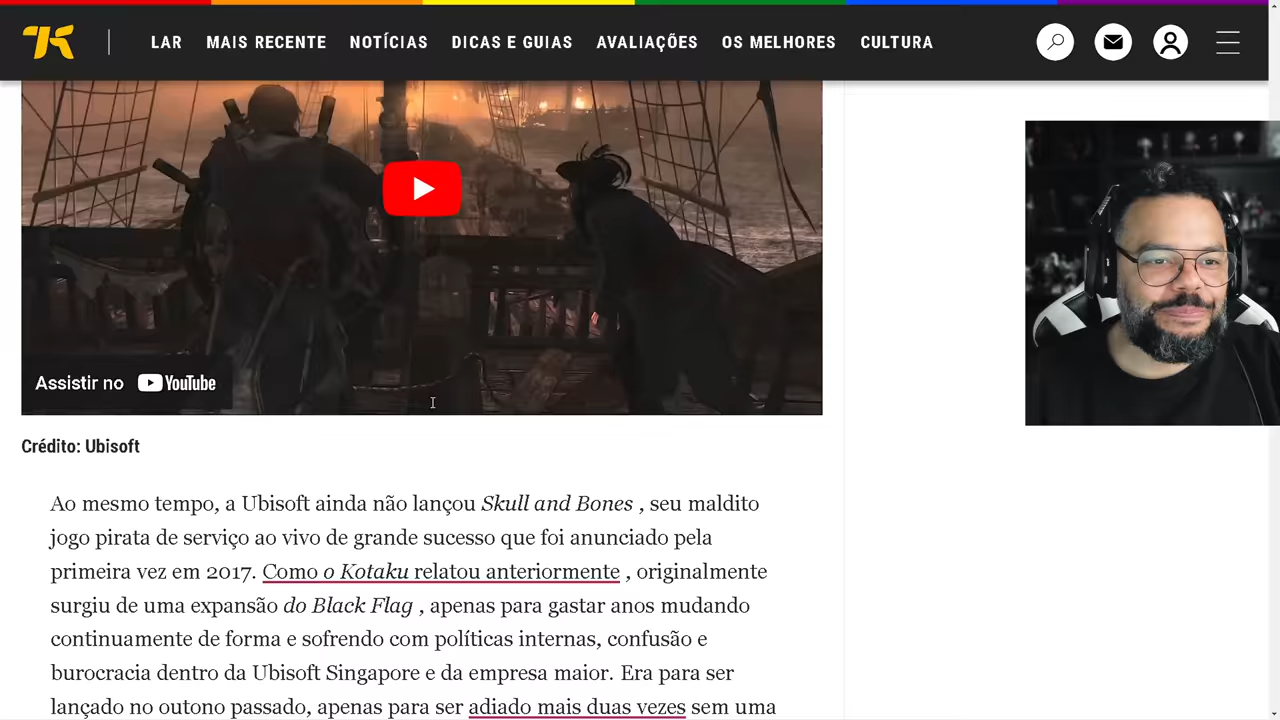 LAR MAIS RECENTE NOTÍCIAS DICAS E GUIAS AVALIAÇÕES OS MELHORES CULTURA
Assistir no YouTube
Crédito: Ubisoft
Ao mesmo tempo, a Ubisoft ainda não lançou Skull and Bones , seu maldito
jogo pirata de serviço ao vivo de grande sucesso que foi anunciado pela
primeira vez em 2017. Como o Kotaku relatou anteriormente , originalmente
surgiu de uma expansão do Black Flag , apenas para gastar anos mudando
continuamente de forma e sofrendo com políticas internas, confusão e
burocracia dentro da Ubisoft Singapore e da empresa maior. Era para ser
lançado no outono passado, apenas para ser adiado mais duas vezes sem uma